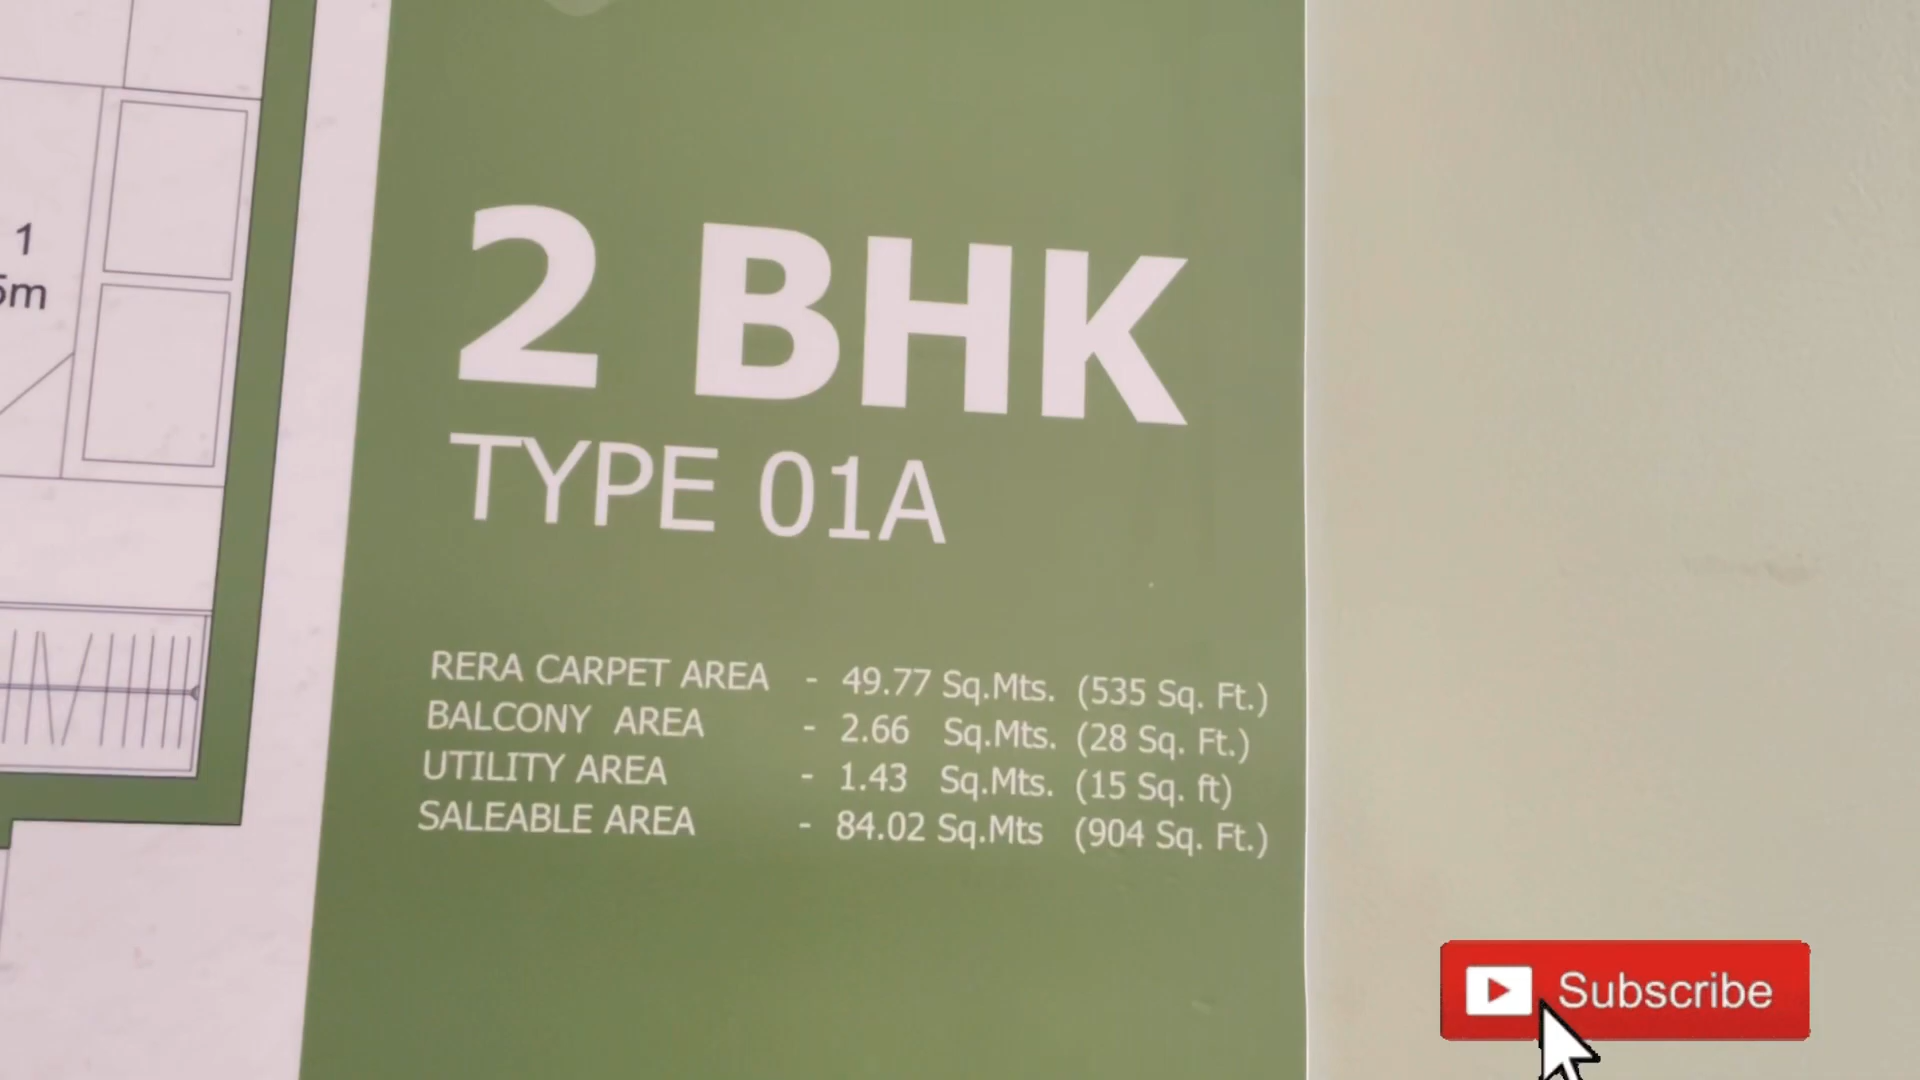 1
5m
2 BHK
TYPE 01A
RERA CARPET AREA - 49.77 Sq.Mts. (535 Sq. Ft.)
BALCONY AREA - 2.66 Sq.Mts. (28 Sq. Ft.)
UTILITY AREA - 1.43 Sq.Mts. (15 Sq. ft)
SALEABLE AREA - 84.02 Sq.Mts (904 Sq. Ft.)
Subscribe